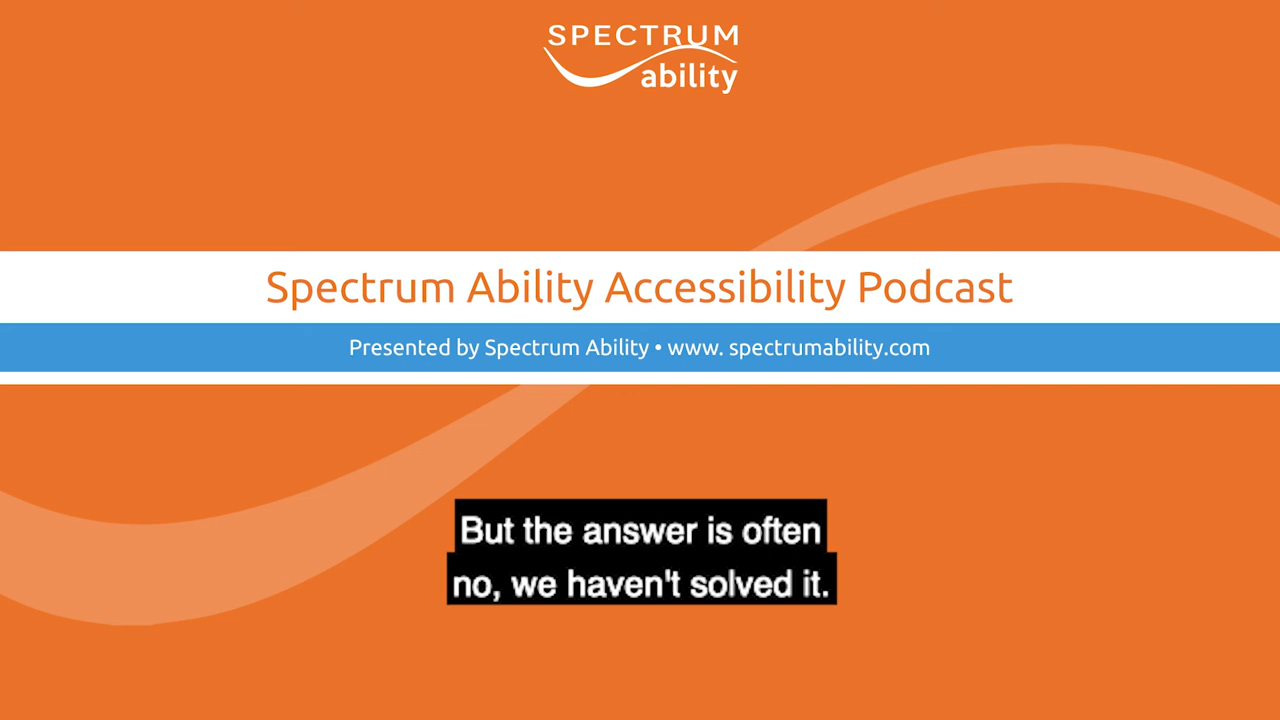 SPECTRUM
ability
Spectrum Ability Accessibility Podcast
Presented by Spectrum Ability • www. spectrumability.com
But the answer is often
no, we haven't solved it.